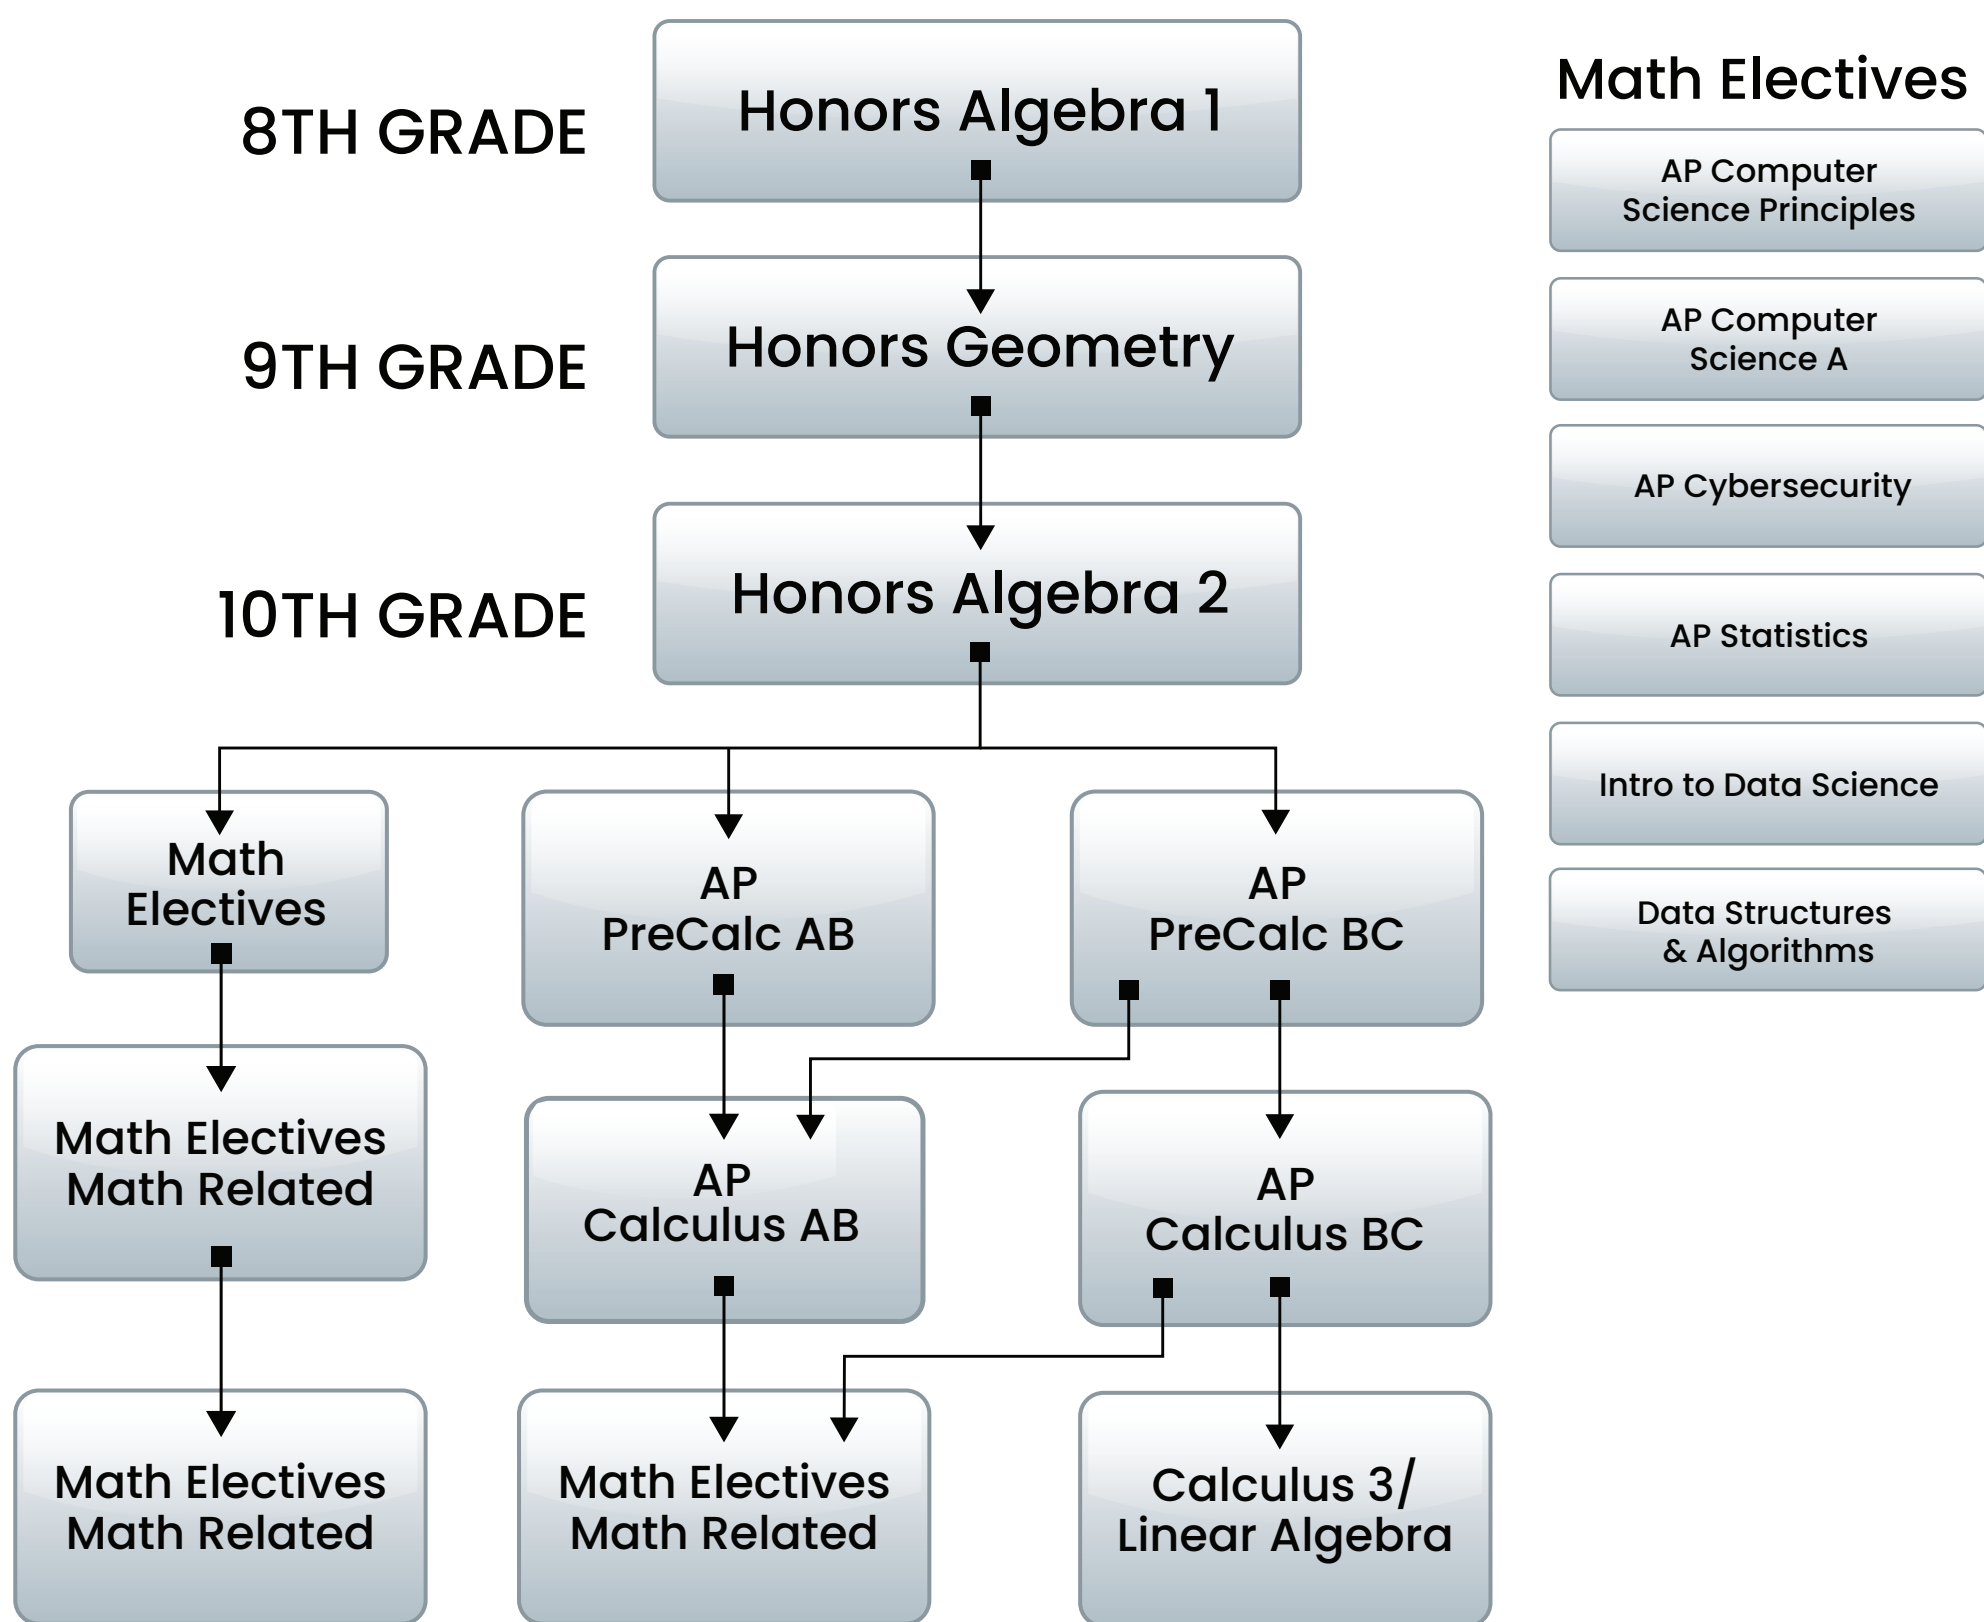 8TH GRADE
Honors Algebra 1
9TH GRADE
Honors Geometry
10TH GRADE
Honors Algebra 2
Math
Electives
AP
PreCalc AB
AP
PreCalc BC
Math Electives
Math Related
AP
Calculus AB
AP
Calculus BC
Math Electives
Math Related
Math Electives
Math Related
Calculus 3/
Linear Algebra
Math Electives
AP Computer
Science Principles
AP Computer
Science A
AP Cybersecurity
AP Statistics
Intro to Data Science
Data Structures
& Algorithms